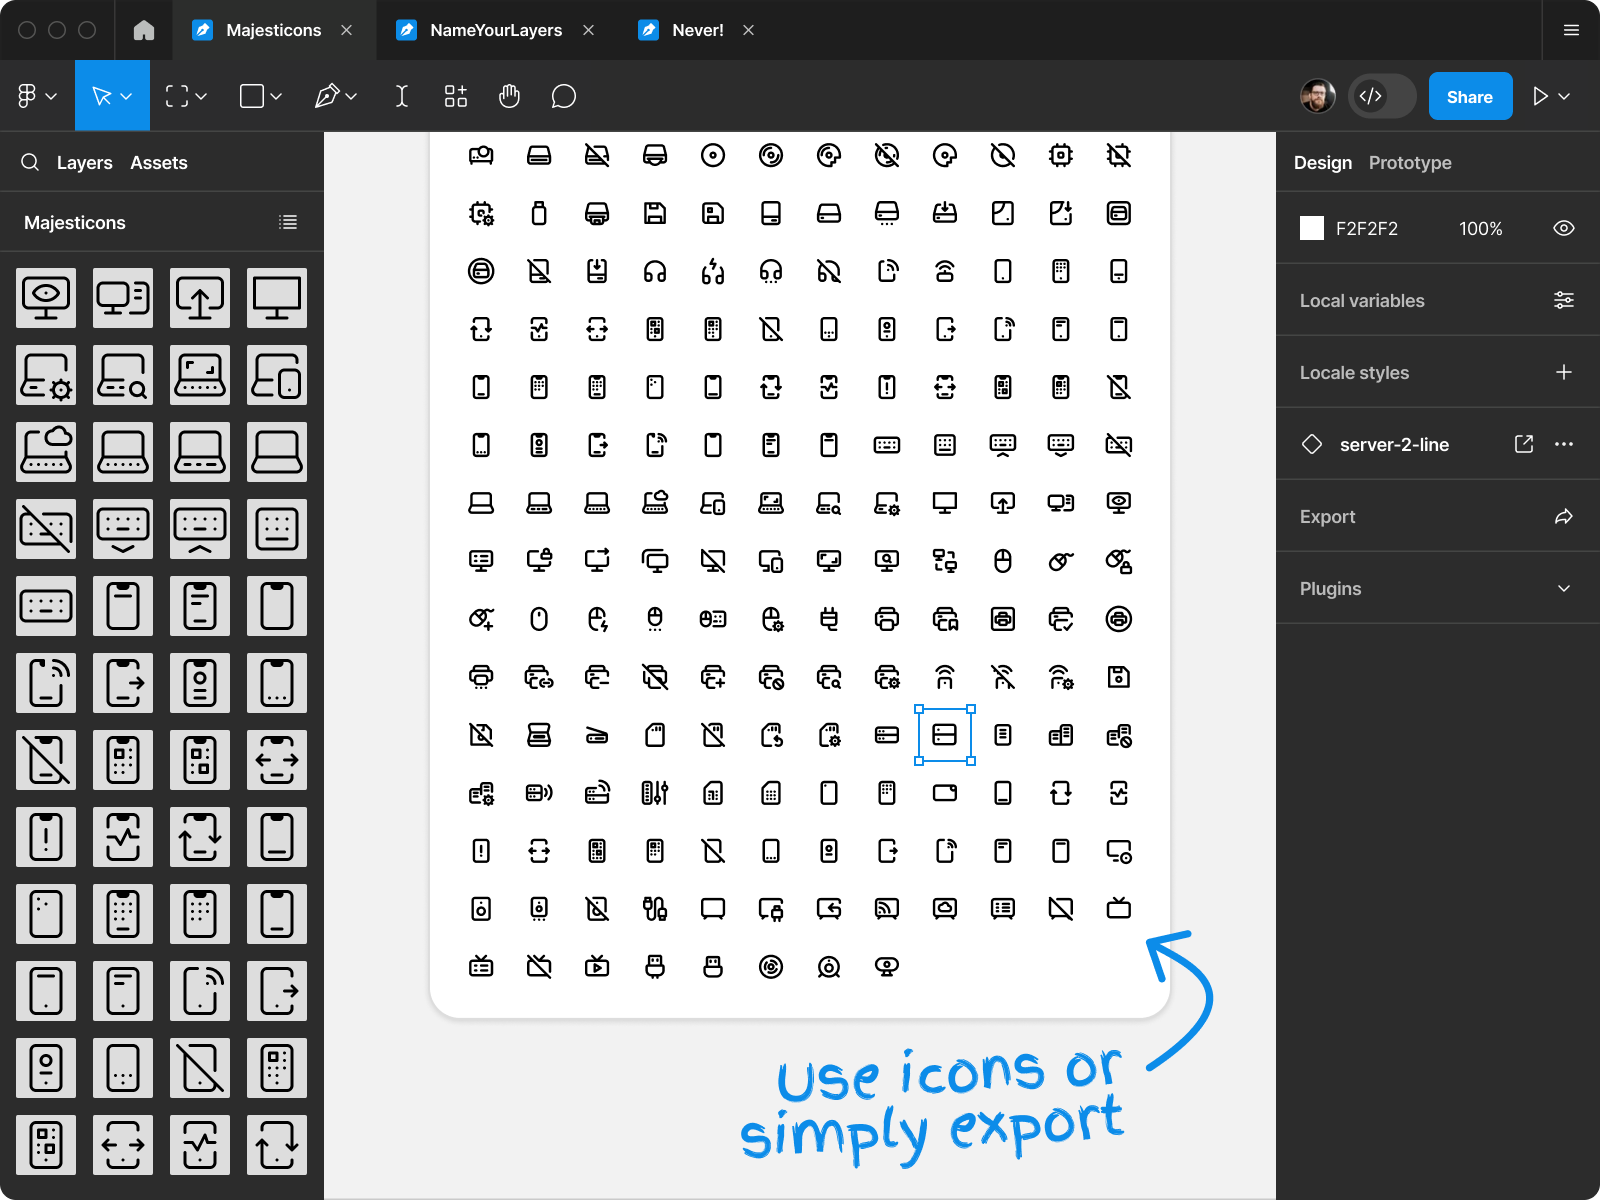 Majesticons
NameYourLayers
Never!
Share
Layers Assets
Majesticons
Design Prototype
F2F2F2 100%
Local variables
Locale styles
server-2-line
Export
Plugins
Use icons or
simply export